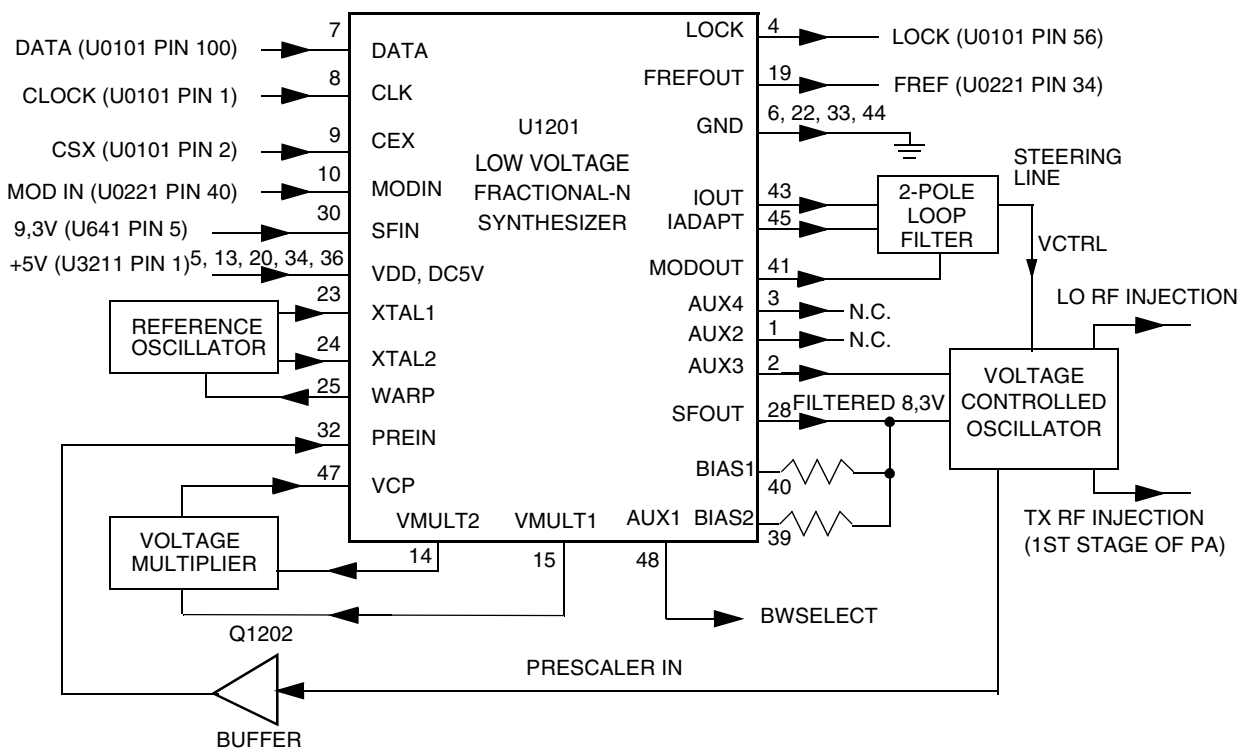 7
DATA (U0101 PIN 100)
DATA
8
CLOCK (U0101 PIN 1)
CLK
9
CSX (U0101 PIN 2)
CEX
10
MOD IN (U0221 PIN 40)
MODIN
30
9,3V (U641 PIN 5)
SFIN
+5V (U3211 PIN 1)
5, 13, 20, 34, 36
VDD, DC5V
23
XTAL1
REFERENCE
OSCILLATOR
24
XTAL2
25
WARP
32
PREIN
47
VCP
VOLTAGE
MULTIPLIER
U1201
LOW VOLTAGE
FRACTIONAL-N
SYNTHESIZER
LOCK
4
LOCK (U0101 PIN 56)
FREFOUT
19
FREF (U0221 PIN 34)
GND
6, 22, 33, 44
STEERING
LINE
IOUT
43
IADAPT
45
2-POLE
LOOP
FILTER
VCTRL
MODOUT
41
AUX4
3
N.C.
AUX2
1
N.C.
AUX3
2
LO RF INJECTION
VOLTAGE
CONTROLLED
OSCILLATOR
SFOUT
28
FILTERED 8,3V
BIAS1
40
BIAS2
39
TX RF INJECTION
(1ST STAGE OF PA)
VMULT2
VMULT1
AUX1
14
15
48
BWSELECT
Q1202
PRESCALER IN
BUFFER